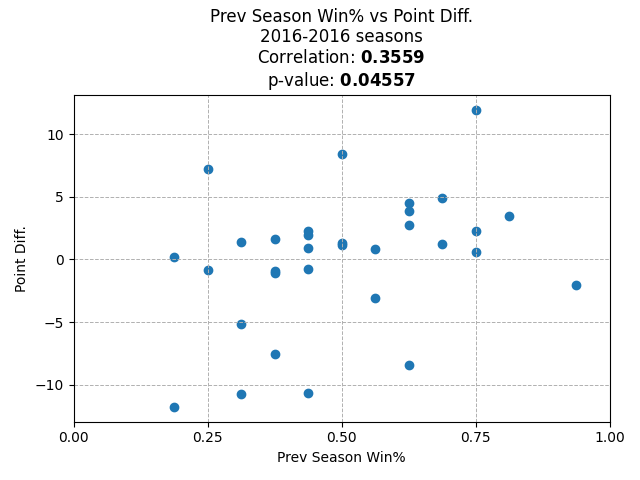 Prev Season Win% vs Point Diff.
2016-2016 seasons
Correlation: 0.3559
p-value: 0.04557
10
5
0
−5
−10
Point Diff.
0.00 0.25 0.50 0.75 1.00
Prev Season Win%